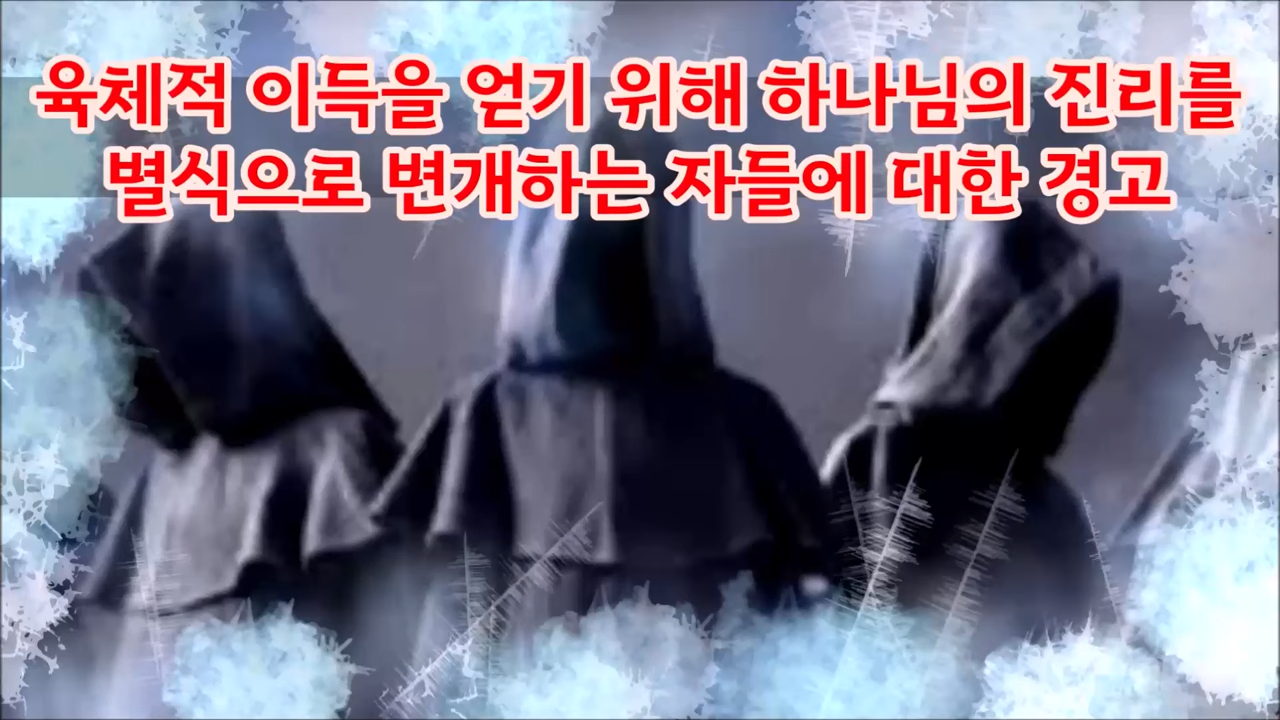 육체적 이득을 얻기 위해 하나님의 진리를
별식으로 변개하는 자들에 대한 경고